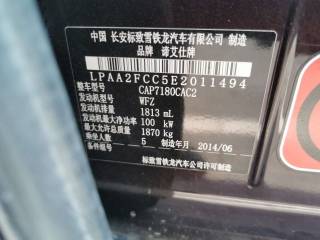 中国 长安标致雪铁龙汽车有限公司 制造
品牌 谛艾仕牌
LPAA2FCC5E2011494
整车型号 CAP7180CAC2
发动机型号 WFZ
发动机排量 1813 mL
发动机最大净功率 100 kW
最大允许总质量 1870 kg
乘坐人数 5 制造年月 2014/06
备件组号
标致雪铁龙汽车公司许可制造